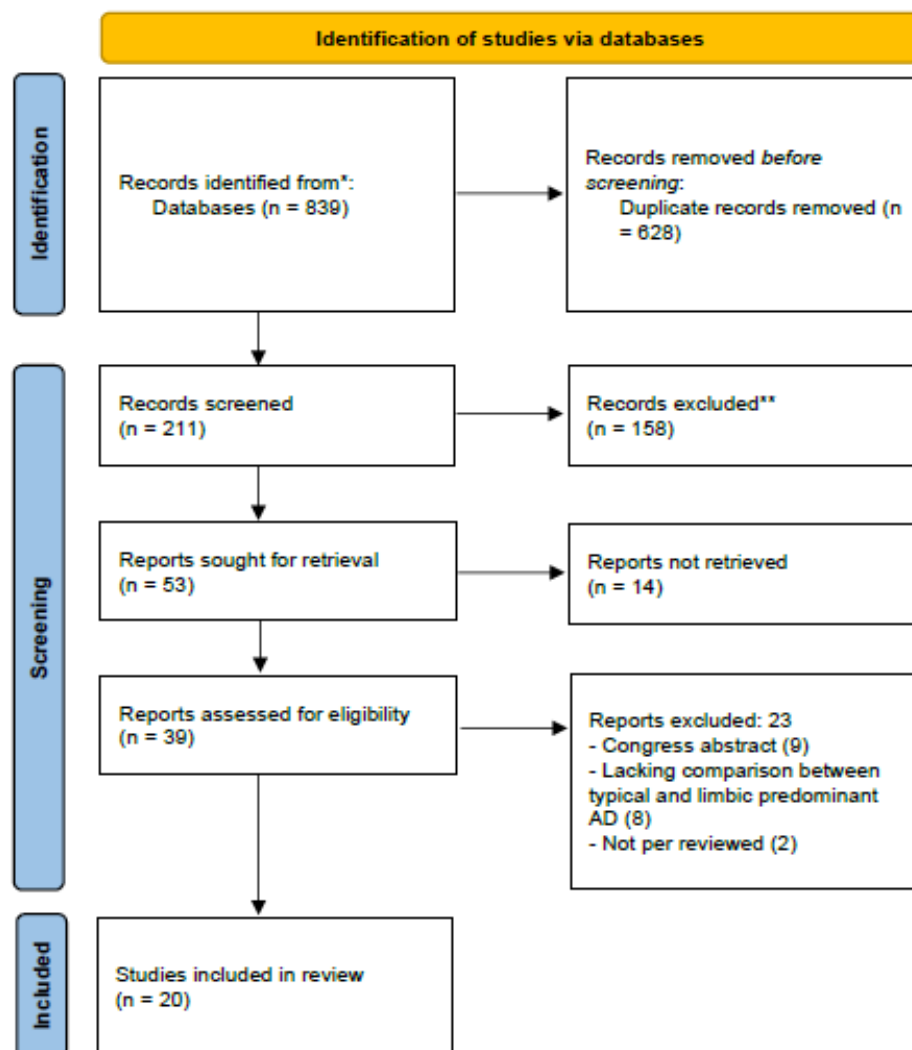 Identification of studies via databases
Identification
Records identified from*:
Databases (n = 839)
Records removed before
screening:
Duplicate records removed (n
= 628)
Screening
Records screened
(n = 211)
Records excluded**
(n = 158)
Reports sought for retrieval
(n = 53)
Reports not retrieved
(n = 14)
Reports assessed for eligibility
(n = 39)
Reports excluded: 23
- Congress abstract (9)
- Lacking comparison between
typical and limbic predominant
AD (8)
- Not per reviewed (2)
Included
Studies included in review
(n = 20)